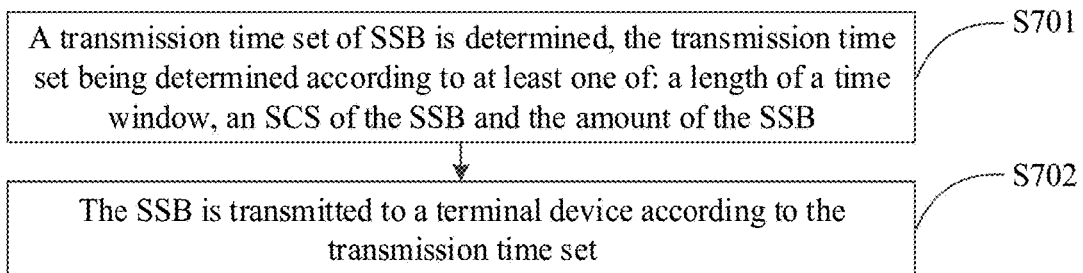 S701
A transmission time set of SSB is determined, the transmission time
set being determined according to at least one of: a length of a time
window, an SCS of the SSB and the amount of the SSB
S702
The SSB is transmitted to a terminal device according to the
transmission time set